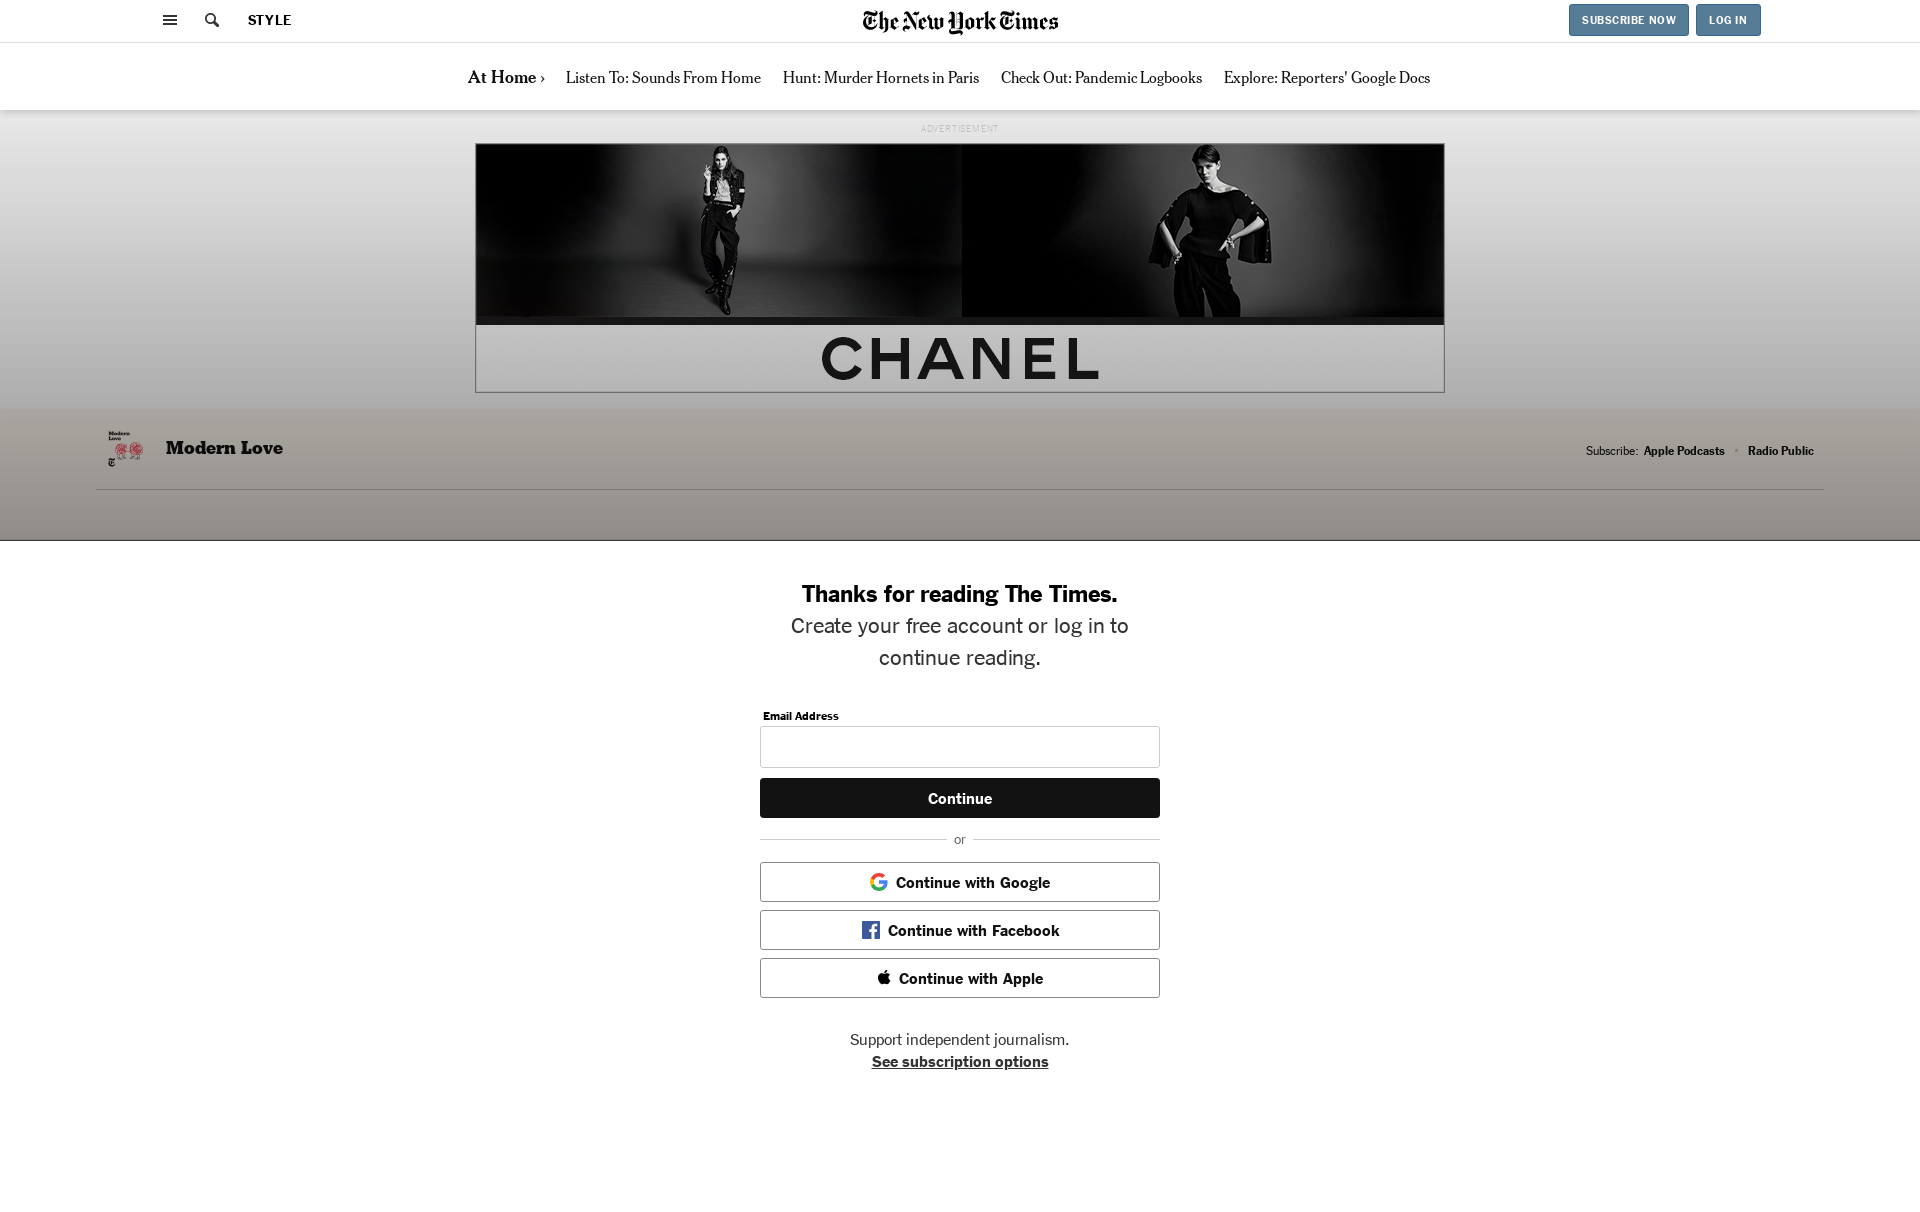 STYLE
The New York Times
SUBSCRIBE NOW
LOG IN
At Home ›
Listen To: Sounds From Home
Hunt: Murder Hornets in Paris
Check Out: Pandemic Logbooks
Explore: Reporters' Google Docs
ADVERTISEMENT
CHANEL
Modern
Love
Modern Love
Subscribe: Apple Podcasts • Radio Public
Thanks for reading The Times.
Create your free account or log in to
continue reading.
Email Address
Continue
or
Continue with Google
Continue with Facebook
Continue with Apple
Support independent journalism.
See subscription options